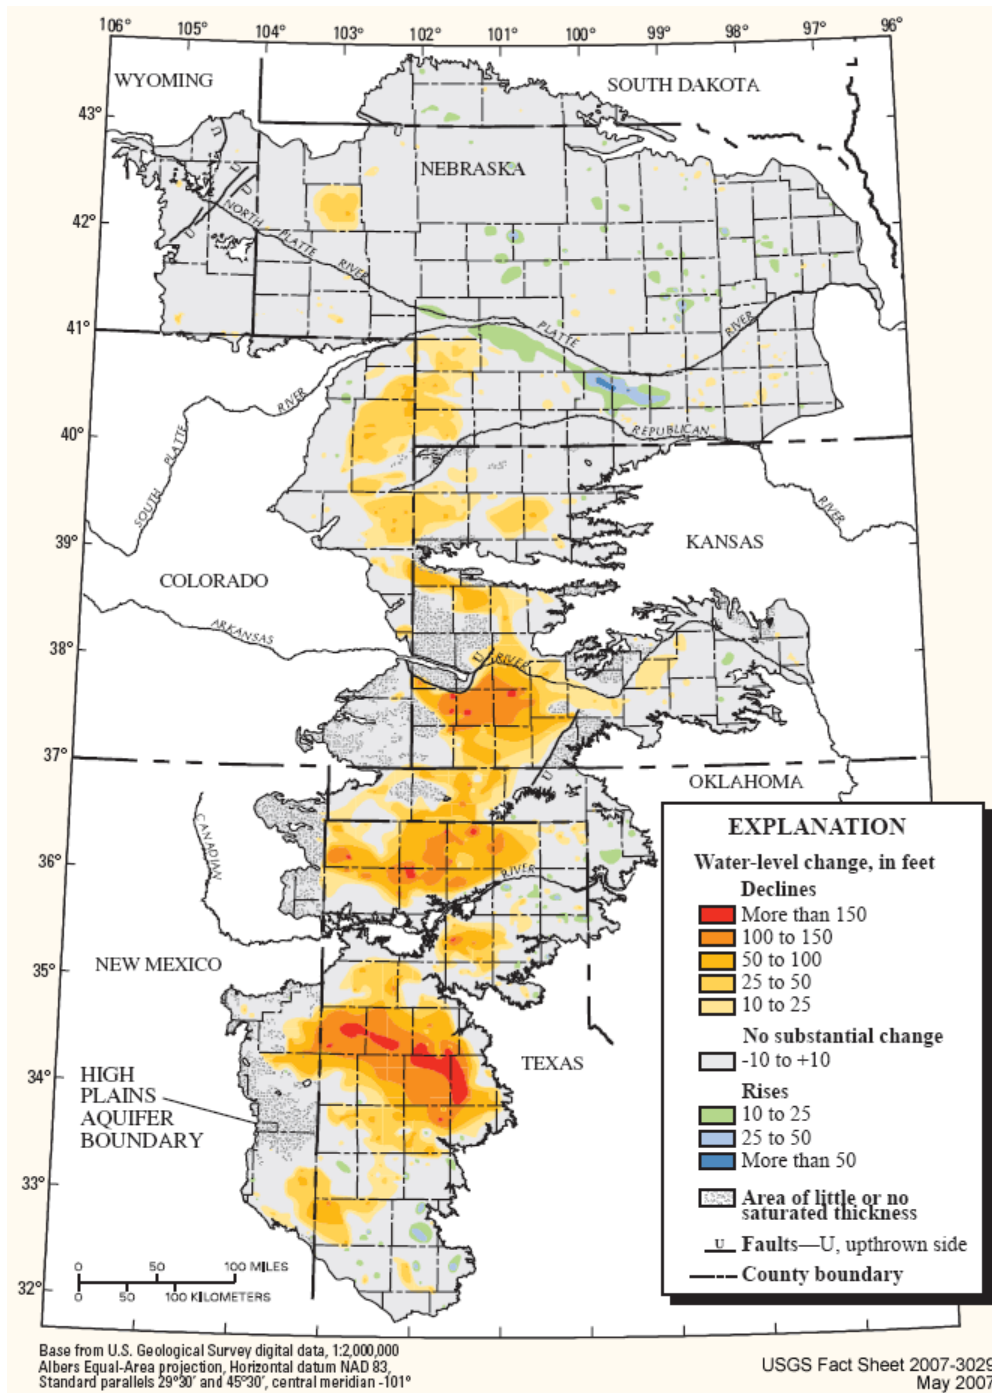 106° 105° 104° 103° 102° 101° 100° 99° 98° 97° 96°
WYOMING
SOUTH DAKOTA
43°
U
U
NEBRASKA
U
U
42°
NORTH PLATTE RIVER
U
41°
PLATTE RIVER
SOUTH PLATTE RIVER
REPUBLICAN RIVER
40°
39°
KANSAS
COLORADO
ARKANSAS RIVER
U
38°
U
37°
OKLAHOMA
U
CANADIAN RIVER
36°
35°
NEW MEXICO
TEXAS
34°
HIGH
PLAINS
AQUIFER
BOUNDARY
33°
32°
EXPLANATION
Water-level change, in feet
Declines
More than 150
100 to 150
50 to 100
25 to 50
10 to 25
No substantial change
-10 to +10
Rises
10 to 25
25 to 50
More than 50
Area of little or no
saturated thickness
U Faults—U, upthrown side
County boundary
0 50 100 MILES
0 50 100 KILOMETERS
Base from U.S. Geological Survey digital data, 1:2,000,000
Albers Equal-Area projection, Horizontal datum NAD 83,
Standard parallels 29°30' and 45°30', central meridian -101°
USGS Fact Sheet 2007-3029
May 2007